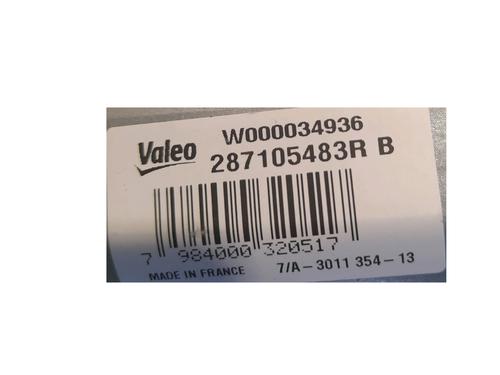 Valeo
W000034936
287105483R B
7 984000 320517
MADE IN FRANCE
7/A-3011 354-13